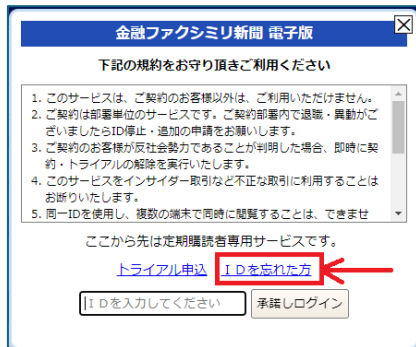 金融ファクシミリ新聞 電子版
下記の規約をお守り頂きご利用ください
1. このサービスは、ご契約のお客様以外は、ご利用いただけません。
2. ご契約は部署単位のサービスです。ご契約部署内で退職・異動がご
ざいましたらID停止・追加の申請をお願いします。
3. ご契約のお客様が反社会勢力であることが判明した場合、即時に契
約・トライアルの解除を実行いたします。
4. このサービスをインサイダー取引など不正な取引に利用することは
お断りいたします。
5. 同一IDを使用し、複数の端末で同時に閲覧することは、できませ
ここから先は定期購読者専用サービスです。
トライアル申込 ＩＤを忘れた方
ＩＤを入力してください 承諾しログイン